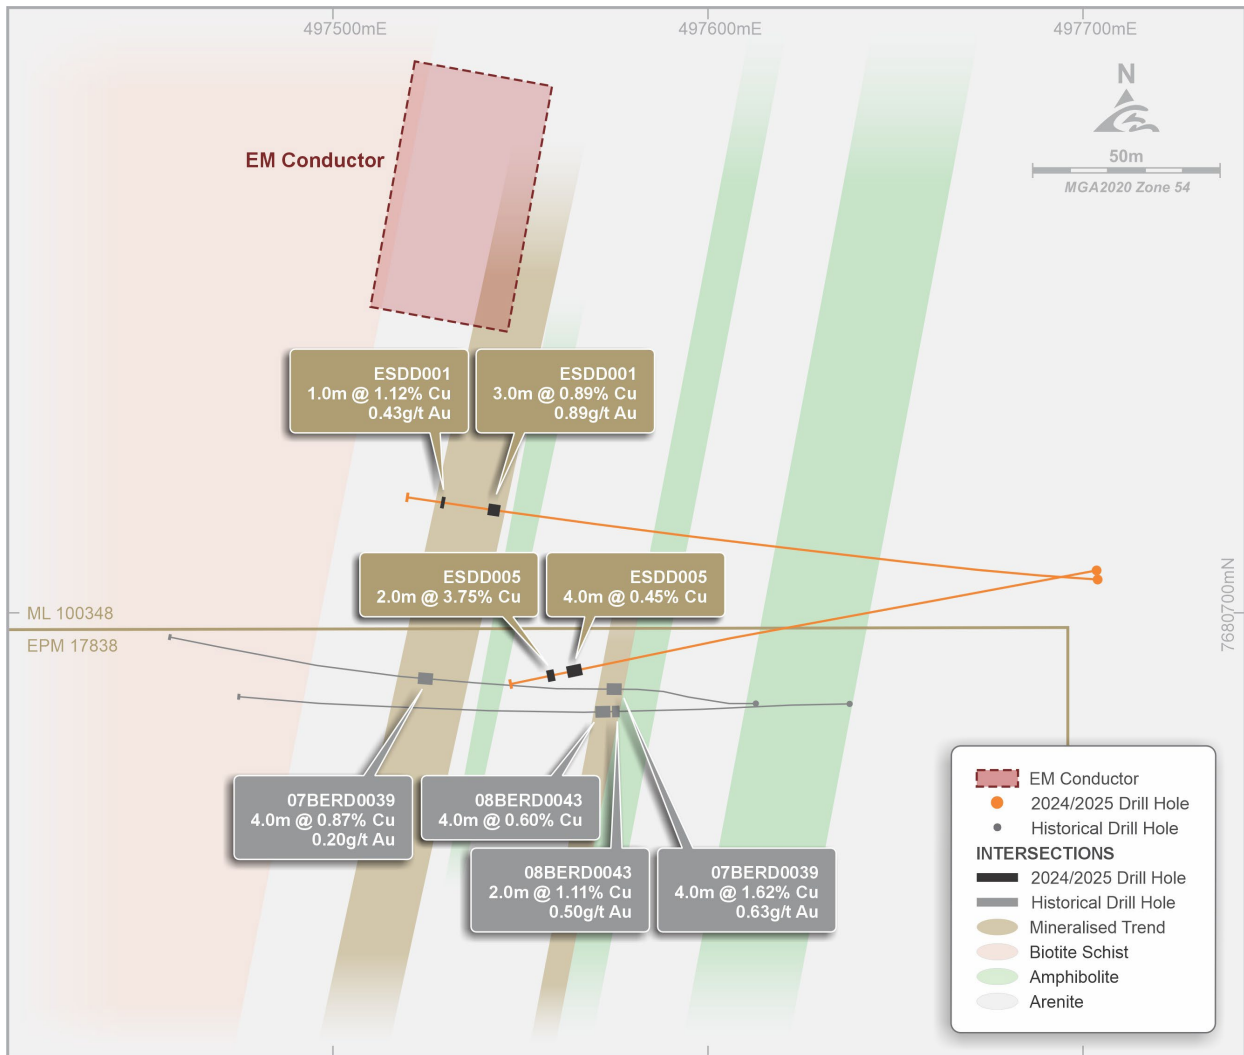 497500mE
497600mE
497700mE
N
50m
MGA2020 Zone 54
EM Conductor
ESDD001
1.0m @ 1.12% Cu
0.43g/t Au
ESDD001
3.0m @ 0.89% Cu
0.89g/t Au
ESDD005
2.0m @ 3.75% Cu
ESDD005
4.0m @ 0.45% Cu
7680700mN
ML 100348
EPM 17838
07BERD0039
4.0m @ 0.87% Cu
0.20g/t Au
08BERD0043
4.0m @ 0.60% Cu
08BERD0043
2.0m @ 1.11% Cu
0.50g/t Au
07BERD0039
4.0m @ 1.62% Cu
0.63g/t Au
EM Conductor
2024/2025 Drill Hole
Historical Drill Hole
INTERSECTIONS
2024/2025 Drill Hole
Historical Drill Hole
Mineralised Trend
Biotite Schist
Amphibolite
Arenite